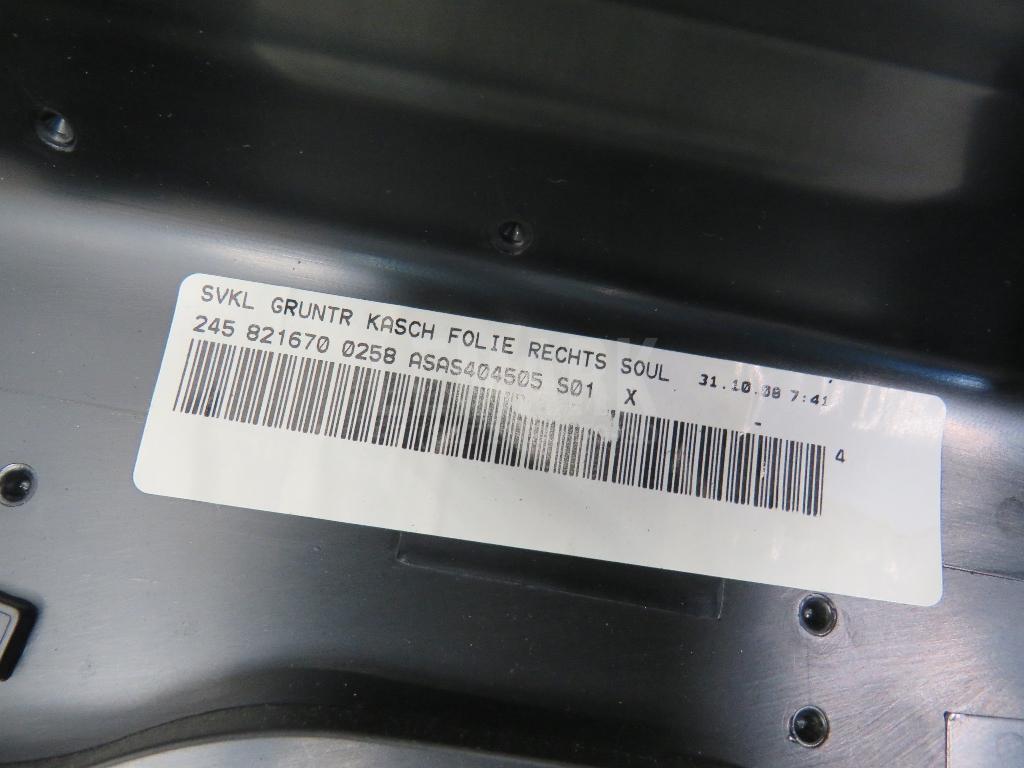 SVKL GRUNTR KASCH FOLIE RECHTS SOUL 31.10.08 7:41
245 821670 0258 ASAS404505 S01 X -
4